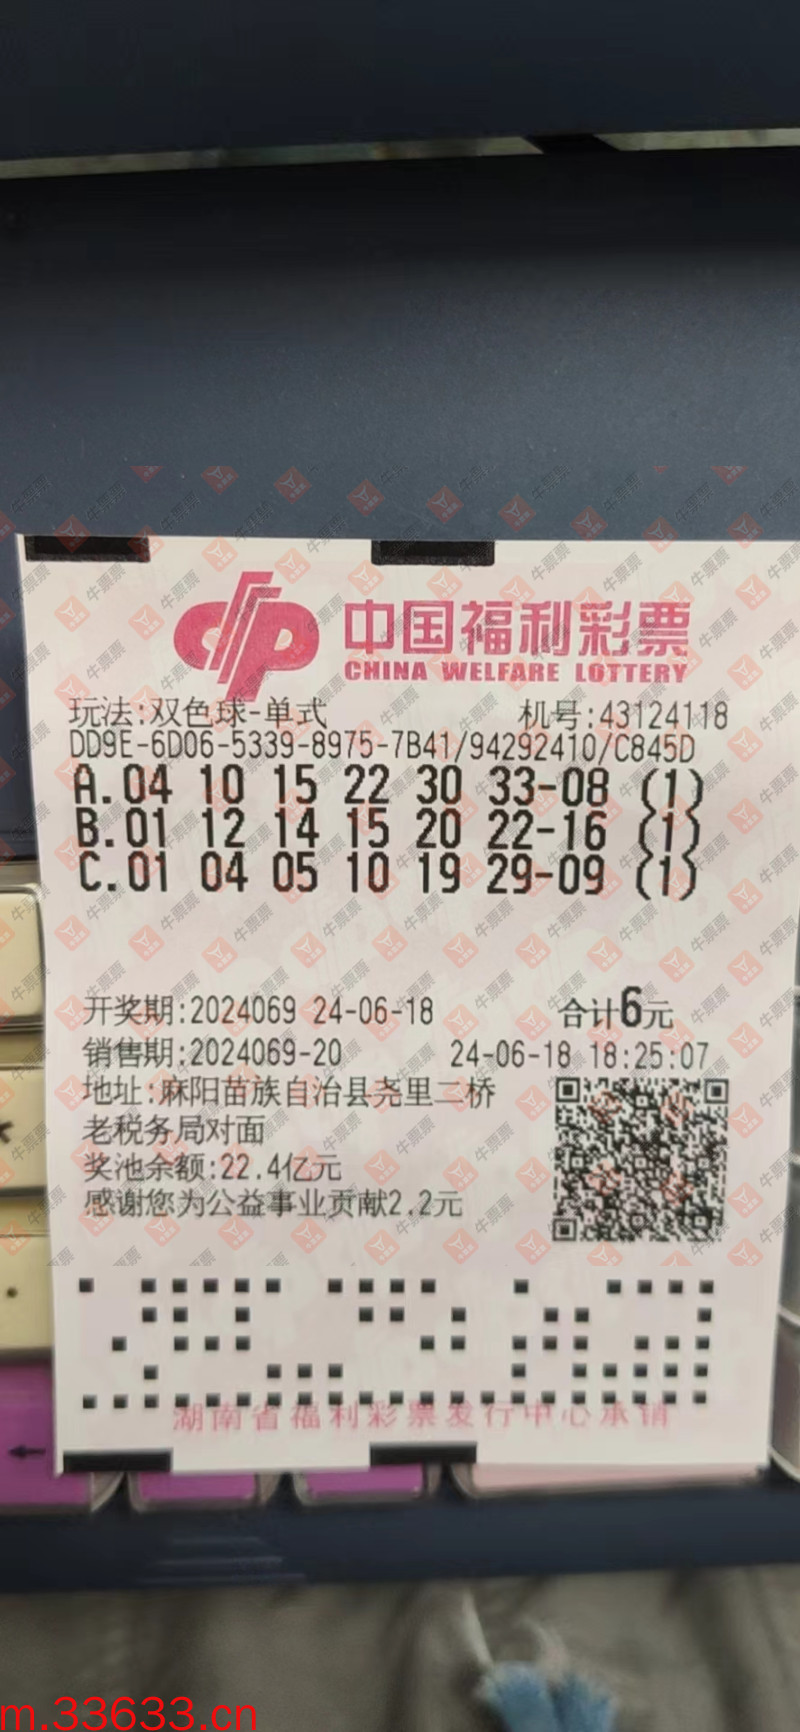 中国福利彩票
CHINA WELFARE LOTTERY
玩法:双色球-单式 机号:43124118
DD9E-6D06-5339-8975-7B41/94292410/C845D
A.04 10 15 22 30 33-08 (1)
B.01 12 14 15 20 22-16 (1)
C.01 04 05 10 19 29-09 (1)
开奖期:2024069 24-06-18 合计6元
销售期:2024069-20 24-06-18 18:25:07
地址:麻阳苗族自治县尧里二桥
老税务局对面
奖池余额:22.4亿元
感谢您为公益事业贡献2.2元
湖南省福利彩票发行中心承销
牛票票
m.33633.cn